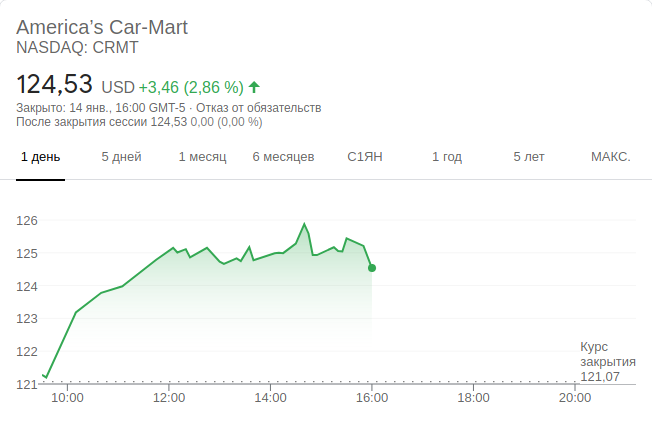 America’s Car-Mart
NASDAQ: CRMT
124,53 USD +3,46 (2,86 %)
Закрыто: 14 янв., 16:00 GMT-5 · Отказ от обязательств
После закрытия сессии 124,53 0,00 (0,00 %)
1 день 5 дней 1 месяц 6 месяцев С1ЯН 1 год 5 лет МАКС.
126
125
124
123
122
121
Курс
закрытия
121,07
10:00 12:00 14:00 16:00 18:00 20:00